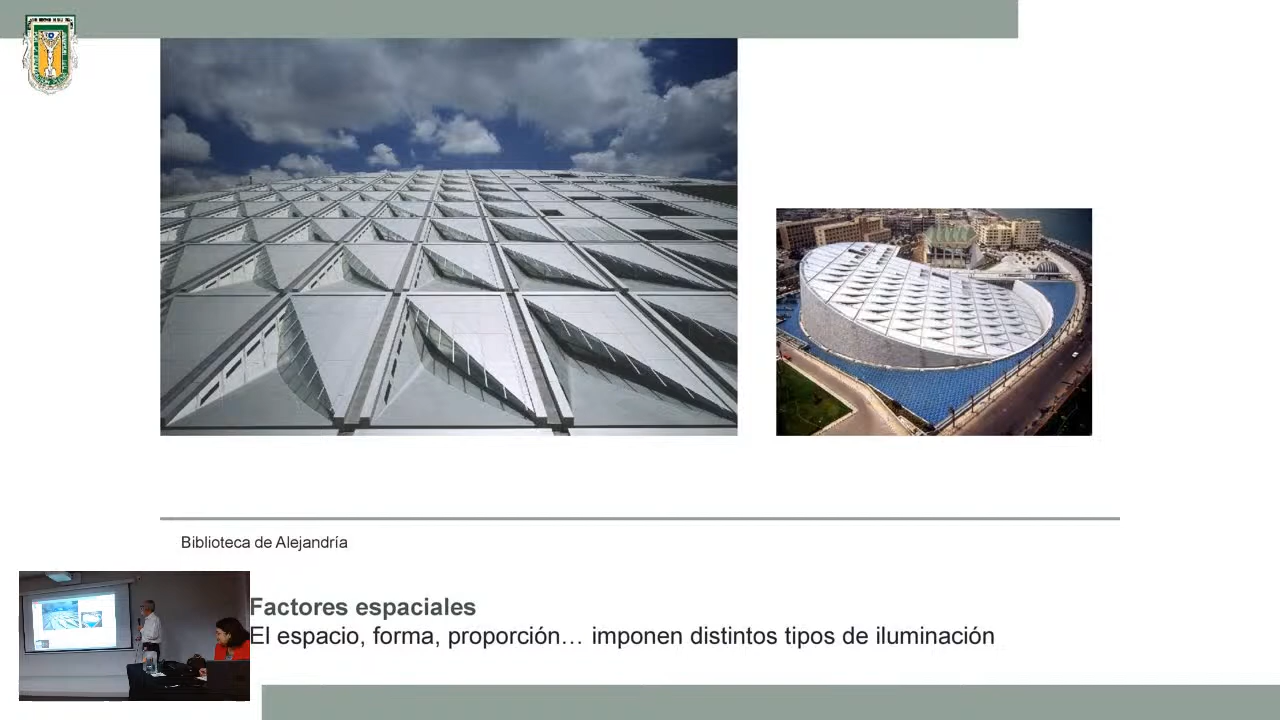 Biblioteca de Alejandría
Factores espaciales
El espacio, forma, proporción… imponen distintos tipos de iluminación